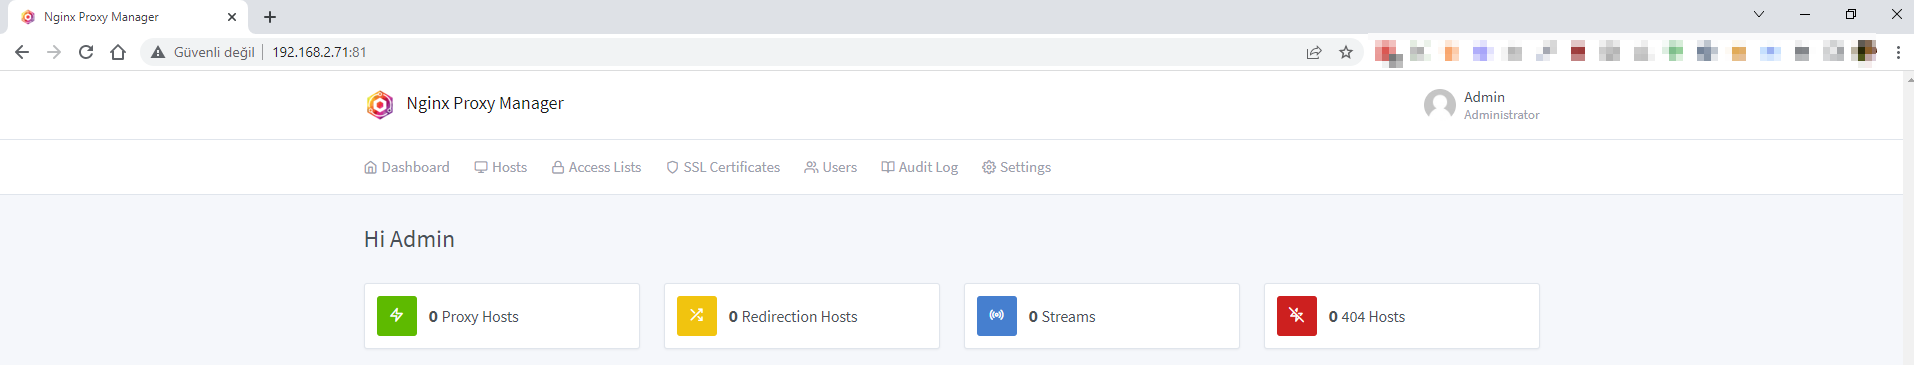 Nginx Proxy Manager
Güvenli değil 192.168.2.71:81
Nginx Proxy Manager
Admin
Administrator
Dashboard Hosts Access Lists SSL Certificates Users Audit Log Settings
Hi Admin
0 Proxy Hosts 0 Redirection Hosts 0 Streams 0 404 Hosts